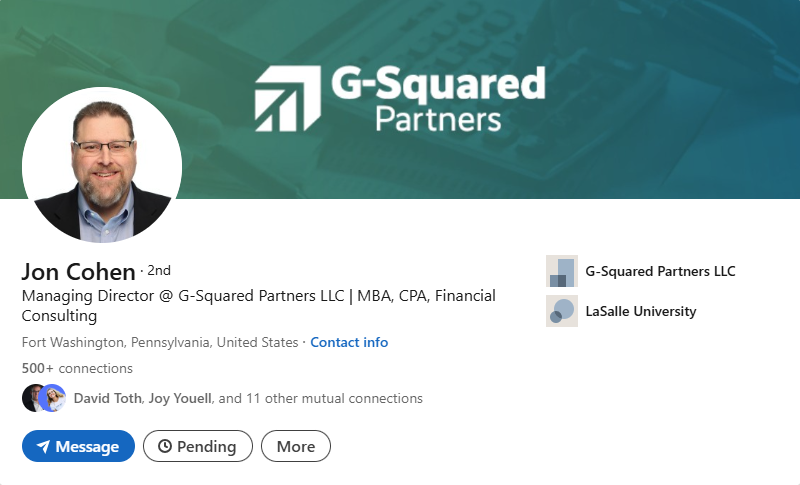 G-Squared
Partners
Jon Cohen · 2nd
Managing Director @ G-Squared Partners LLC | MBA, CPA, Financial
Consulting
Fort Washington, Pennsylvania, United States · Contact info
500+ connections
David Toth, Joy Youell, and 11 other mutual connections
Message
Pending
More
G-Squared Partners LLC
LaSalle University